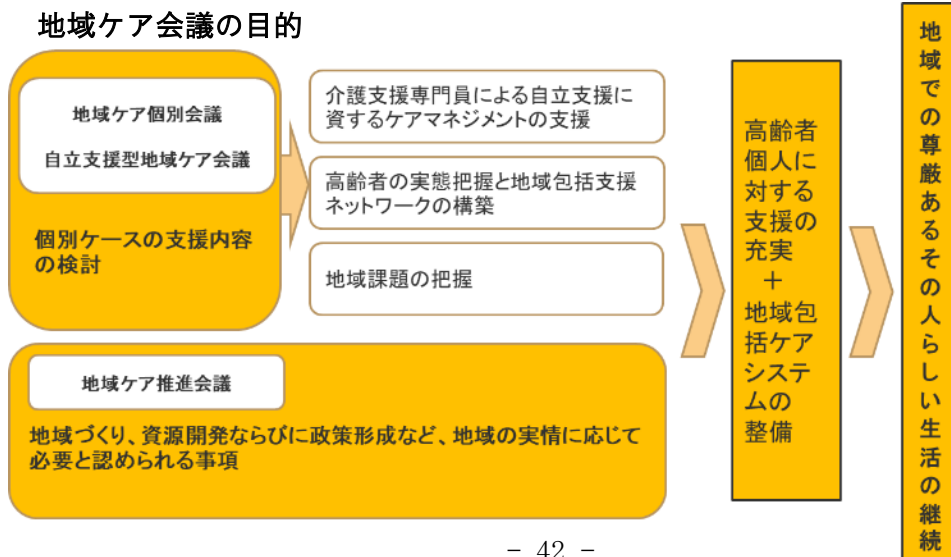 地域ケア会議の目的
地域ケア個別会議
自立支援型地域ケア会議
個別ケースの支援内容
の検討
介護支援専門員による自立支援に
資するケアマネジメントの支援
高齢者の実態把握と地域包括支援
ネットワークの構築
地域課題の把握
地域ケア推進会議
地域づくり、資源開発ならびに政策形成など、地域の実情に応じて
必要と認められる事項
高齢者
個人に
対する
支援の
充実
＋
地域包
括ケア
システ
ムの
整備
地域での尊厳あるその人らしい生活の継続
- 42 -